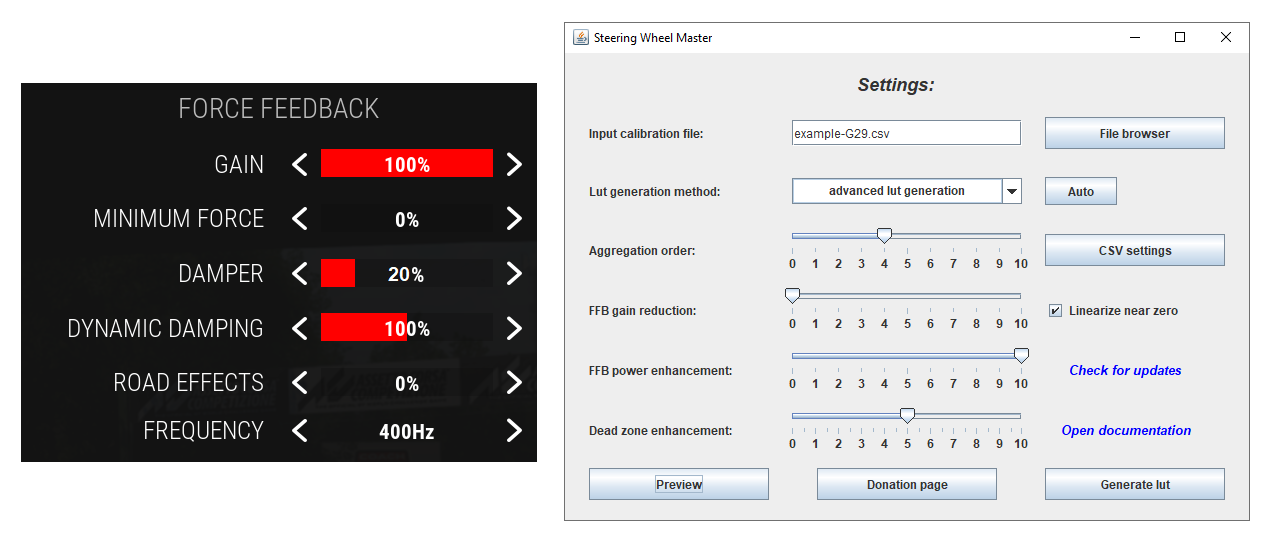 FORCE FEEDBACK
GAIN 100%
MINIMUM FORCE 0%
DAMPER 20%
DYNAMIC DAMPING 100%
ROAD EFFECTS 0%
FREQUENCY 400Hz
Steering Wheel Master
Settings:
Input calibration file: example-G29.csv File browser
Lut generation method: advanced lut generation Auto
Aggregation order: CSV settings
0 1 2 3 4 5 6 7 8 9 10
FFB gain reduction: Linearize near zero
0 1 2 3 4 5 6 7 8 9 10
FFB power enhancement: Check for updates
0 1 2 3 4 5 6 7 8 9 10
Dead zone enhancement: Open documentation
0 1 2 3 4 5 6 7 8 9 10
Preview Donation page Generate lut